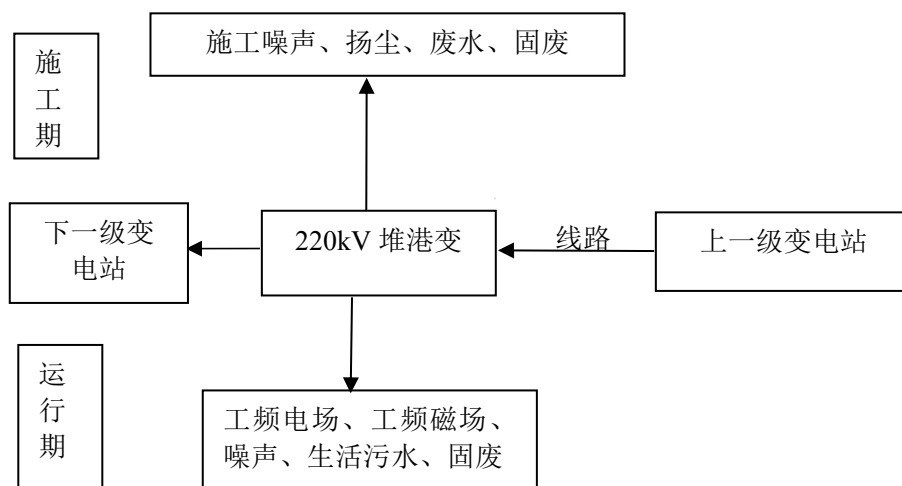 施工噪声、扬尘、废水、固废
施
工
期
下一级变
电站
220kV 堆港变
线路
上一级变电站
运
行
期
工频电场、工频磁场、
噪声、生活污水、固废